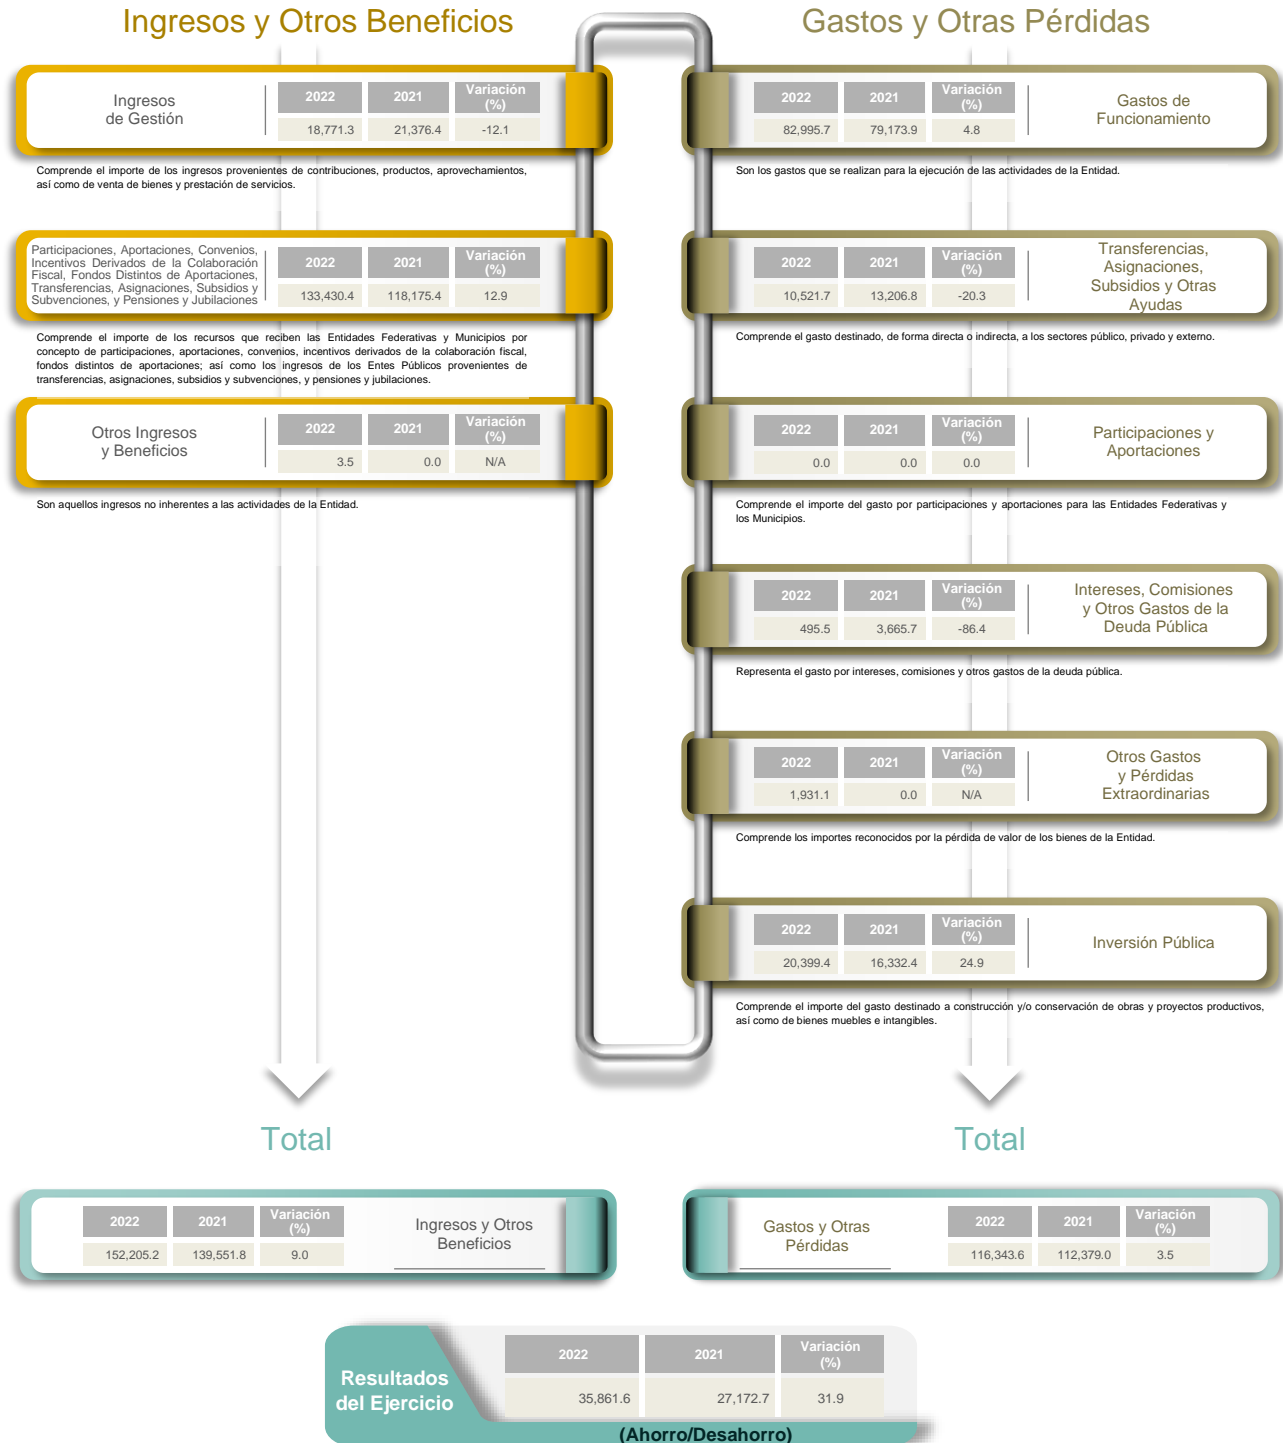 Ingresos y Otros Beneficios
Ingresos
de Gestión
2022 2021 Variación (%)
18,771.3 21,376.4 -12.1
Comprende el importe de los ingresos provenientes de contribuciones, productos, aprovechamientos,
así como de venta de bienes y prestación de servicios.
Participaciones, Aportaciones, Convenios,
Incentivos Derivados de la Colaboración
Fiscal, Fondos Distintos de Aportaciones,
Transferencias, Asignaciones, Subsidios y
Subvenciones, y Pensiones y Jubilaciones
2022 2021 Variación (%)
133,430.4 118,175.4 12.9
Comprende el importe de los recursos que reciben las Entidades Federativas y Municipios por
concepto de participaciones, aportaciones, convenios, incentivos derivados de la colaboración fiscal,
fondos distintos de aportaciones; así como los ingresos de los Entes Públicos provenientes de
transferencias, asignaciones, subsidios y subvenciones, y pensiones y jubilaciones.
Otros Ingresos
y Beneficios
2022 2021 Variación (%)
3.5 0.0 N/A
Son aquellos ingresos no inherentes a las actividades de la Entidad.
Gastos y Otras Pérdidas
2022 2021 Variación (%)
82,995.7 79,173.9 4.8
Gastos de
Funcionamiento
Son los gastos que se realizan para la ejecución de las actividades de la Entidad.
2022 2021 Variación (%)
10,521.7 13,206.8 -20.3
Transferencias,
Asignaciones,
Subsidios y Otras
Ayudas
Comprende el gasto destinado, de forma directa o indirecta, a los sectores público, privado y externo.
2022 2021 Variación (%)
0.0 0.0 0.0
Participaciones y
Aportaciones
Comprende el importe del gasto por participaciones y aportaciones para las Entidades Federativas y
los Municipios.
2022 2021 Variación (%)
495.5 3,665.7 -86.4
Intereses, Comisiones
y Otros Gastos de la
Deuda Pública
Representa el gasto por intereses, comisiones y otros gastos de la deuda pública.
2022 2021 Variación (%)
1,931.1 0.0 N/A
Otros Gastos
y Pérdidas
Extraordinarias
Comprende los importes reconocidos por la pérdida de valor de los bienes de la Entidad.
2022 2021 Variación (%)
20,399.4 16,332.4 24.9
Inversión Pública
Comprende el importe del gasto destinado a construcción y/o conservación de obras y proyectos productivos,
así como de bienes muebles e intangibles.
Total
2022 2021 Variación (%)
152,205.2 139,551.8 9.0
Ingresos y Otros
Beneficios
Total
Gastos y Otras
Pérdidas
2022 2021 Variación (%)
116,343.6 112,379.0 3.5
Resultados
del Ejercicio
2022 2021 Variación (%)
35,861.6 27,172.7 31.9
(Ahorro/Desahorro)